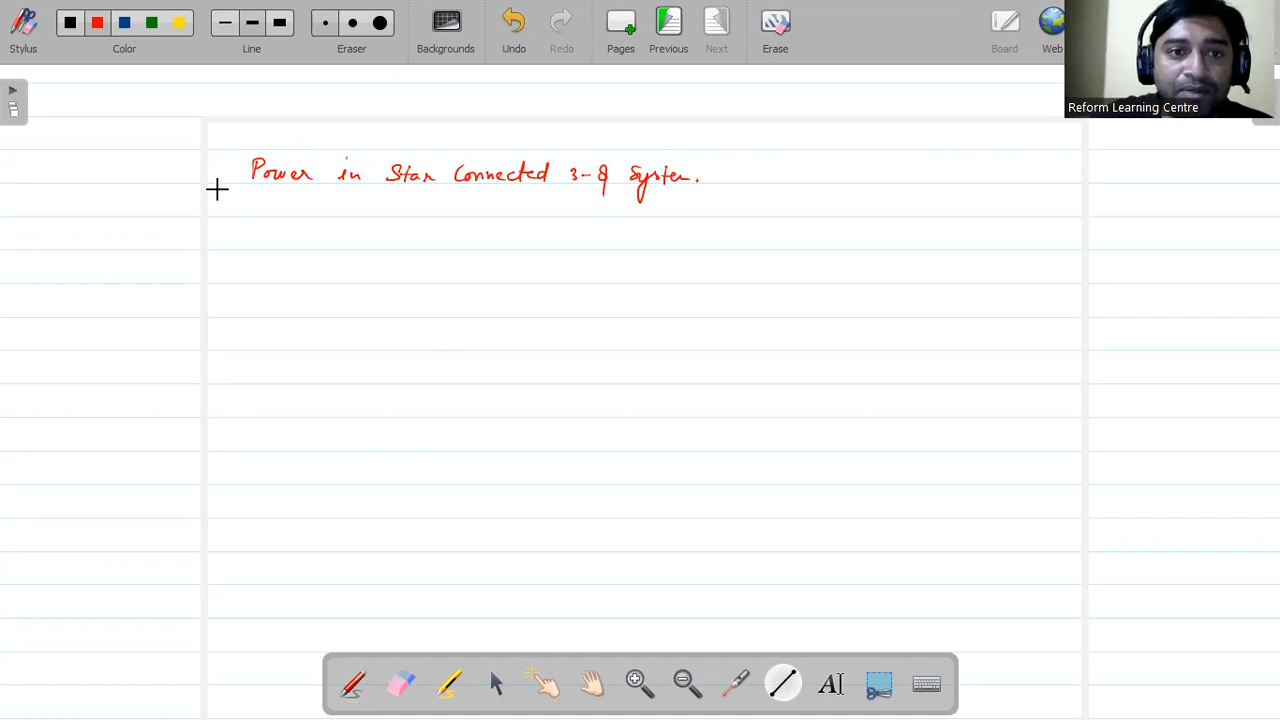 Stylus Color Line Eraser Backgrounds Undo Redo Pages Previous Next Erase Board Web
Reform Learning Centre
Power in Star Connected 3-φ System.